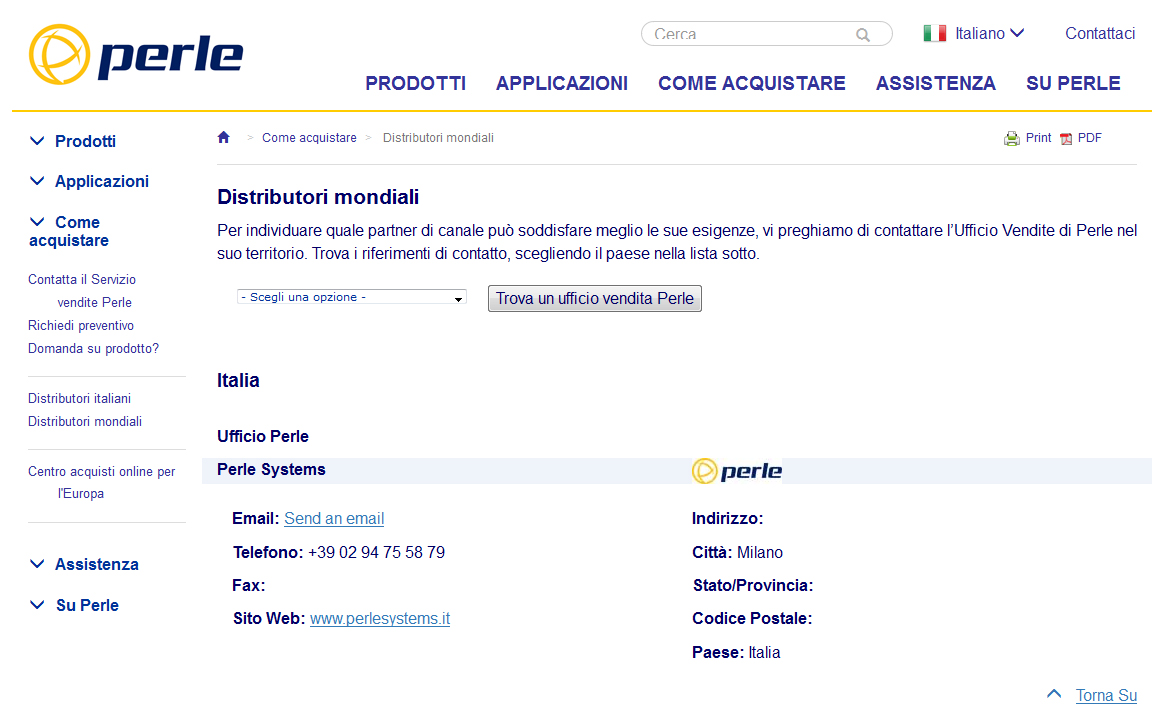 perle
Cerca
Italiano
Contattaci
PRODOTTI APPLICAZIONI COME ACQUISTARE ASSISTENZA SU PERLE
Prodotti
Applicazioni
Come
acquistare
Contatta il Servizio
vendite Perle
Richiedi preventivo
Domanda su prodotto?
Distributori italiani
Distributori mondiali
Centro acquisti online per
l'Europa
Assistenza
Su Perle
> Come acquistare > Distributori mondiali
Print PDF
Distributori mondiali
Per individuare quale partner di canale può soddisfare meglio le sue esigenze, vi preghiamo di contattare l’Ufficio Vendite di Perle nel
suo territorio. Trova i riferimenti di contatto, scegliendo il paese nella lista sotto.
- Scegli una opzione -
Trova un ufficio vendita Perle
Italia
Ufficio Perle
Perle Systems
perle
Email: Send an email
Telefono: +39 02 94 75 58 79
Fax:
Sito Web: www.perlesystems.it
Indirizzo:
Città: Milano
Stato/Provincia:
Codice Postale:
Paese: Italia
Torna Su